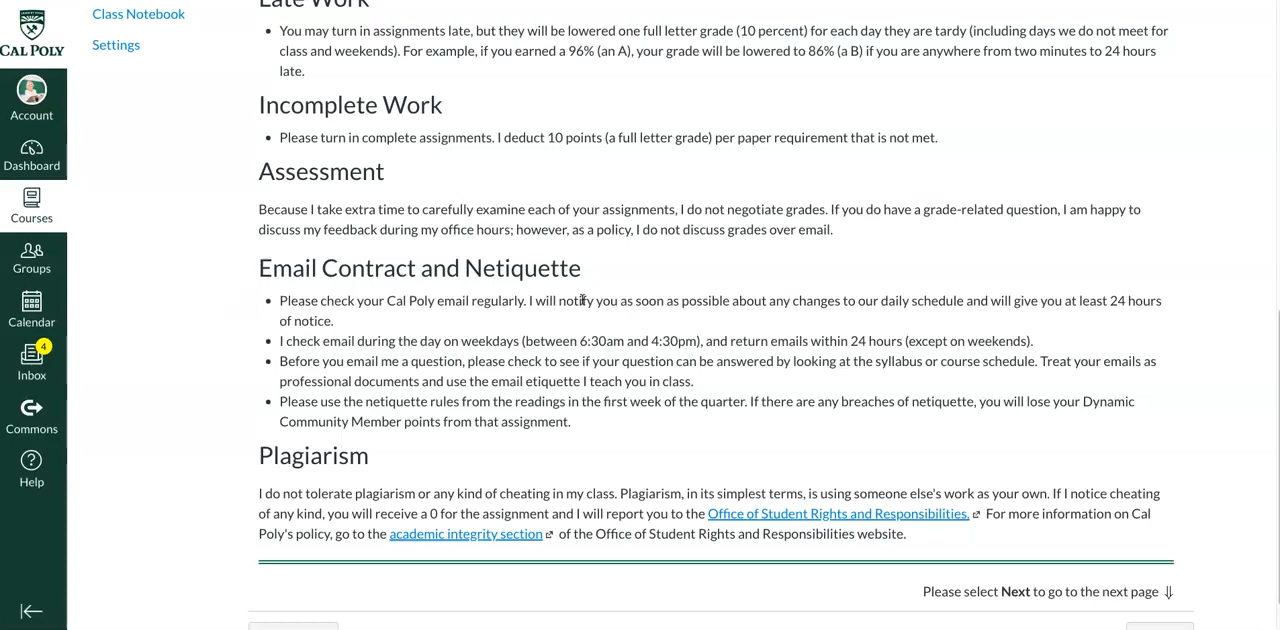 Class Notebook
Settings
CAL POLY
Account
Dashboard
Courses
Groups
Calendar
4
Inbox
Commons
Help
Late Work
You may turn in assignments late, but they will be lowered one full letter grade (10 percent) for each day they are tardy (including days we do not meet for
class and weekends). For example, if you earned a 96% (an A), your grade will be lowered to 86% (a B) if you are anywhere from two minutes to 24 hours
late.
Incomplete Work
Please turn in complete assignments. I deduct 10 points (a full letter grade) per paper requirement that is not met.
Assessment
Because I take extra time to carefully examine each of your assignments, I do not negotiate grades. If you do have a grade-related question, I am happy to
discuss my feedback during my office hours; however, as a policy, I do not discuss grades over email.
Email Contract and Netiquette
Please check your Cal Poly email regularly. I will notify you as soon as possible about any changes to our daily schedule and will give you at least 24 hours
of notice.
I check email during the day on weekdays (between 6:30am and 4:30pm), and return emails within 24 hours (except on weekends).
Before you email me a question, please check to see if your question can be answered by looking at the syllabus or course schedule. Treat your emails as
professional documents and use the email etiquette I teach you in class.
Please use the netiquette rules from the readings in the first week of the quarter. If there are any breaches of netiquette, you will lose your Dynamic
Community Member points from that assignment.
Plagiarism
I do not tolerate plagiarism or any kind of cheating in my class. Plagiarism, in its simplest terms, is using someone else's work as your own. If I notice cheating
of any kind, you will receive a 0 for the assignment and I will report you to the Office of Student Rights and Responsibilities. For more information on Cal
Poly's policy, go to the academic integrity section of the Office of Student Rights and Responsibilities website.
Please select Next to go to the next page ⇓